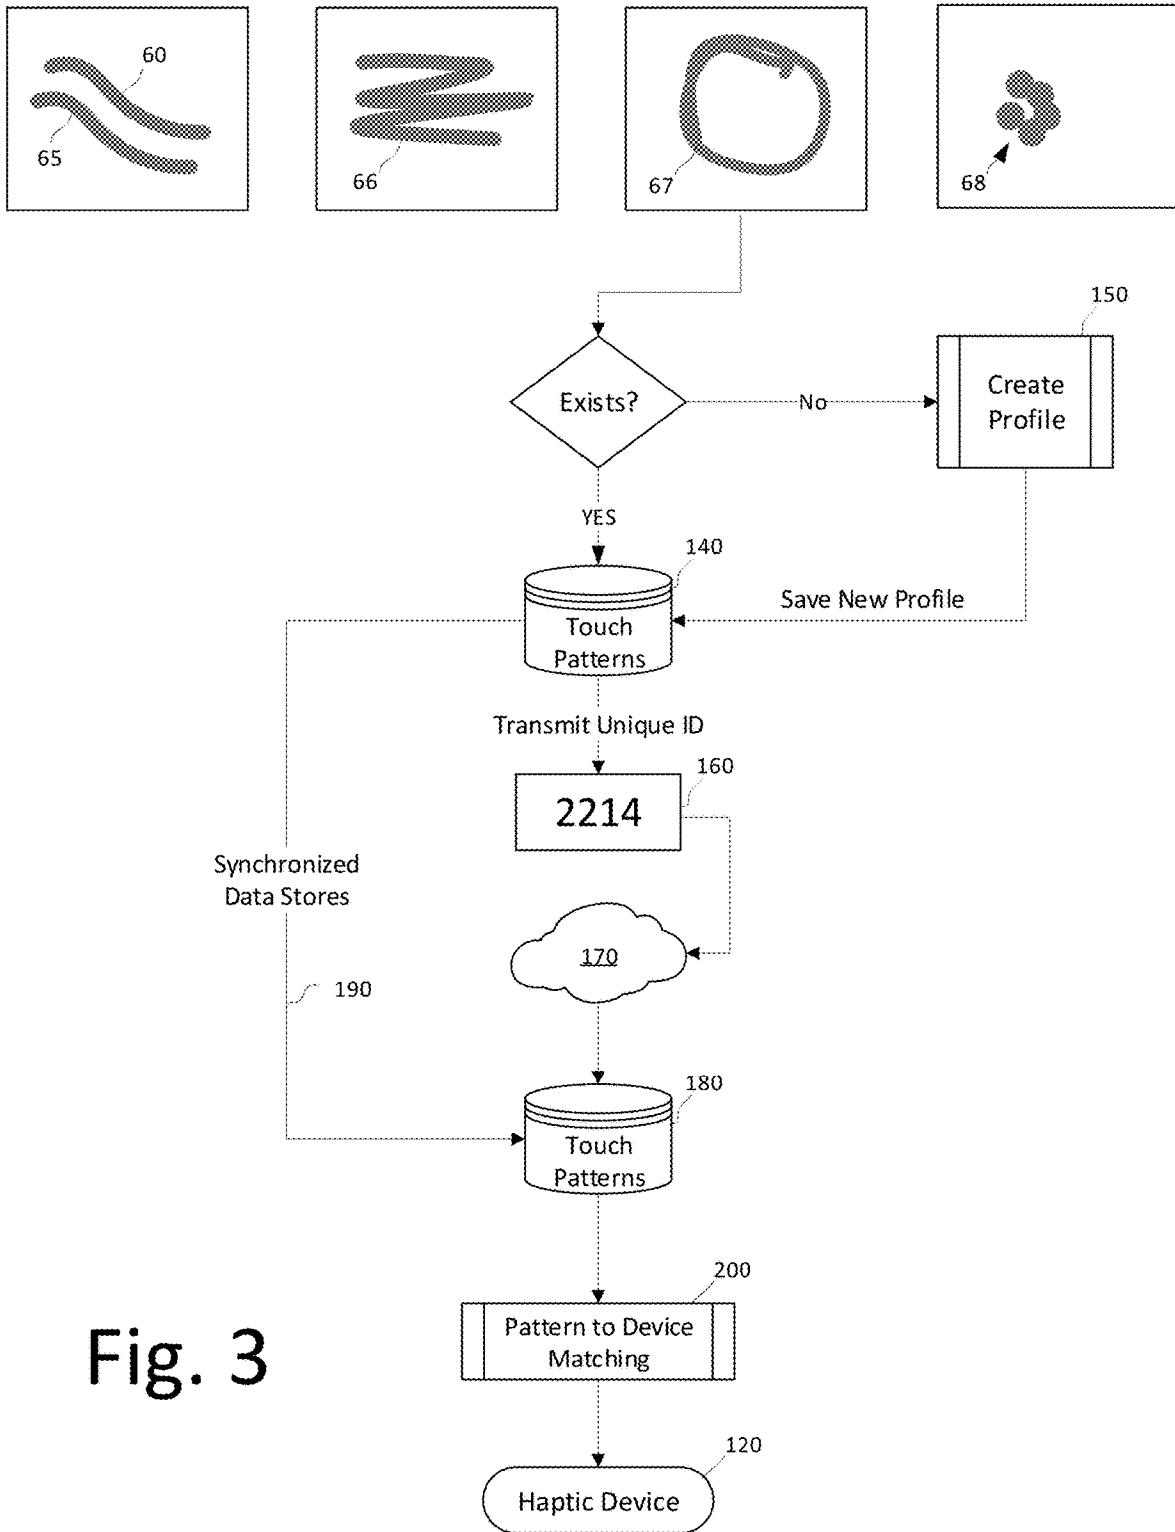 60
65
66
67
68
150
Exists?
No
Create
Profile
YES
140
Save New Profile
Touch
Patterns
Transmit Unique ID
160
2214
Synchronized
Data Stores
170
190
180
Touch
Patterns
200
Pattern to Device
Matching
Fig. 3
120
Haptic Device